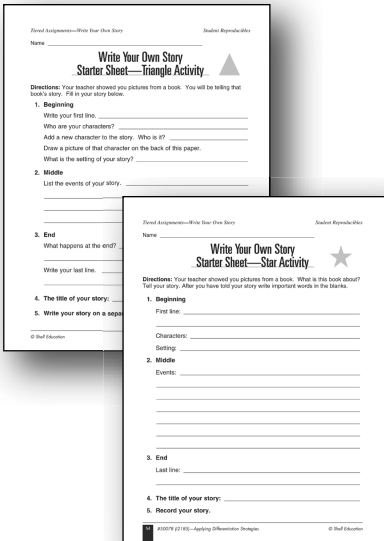 Tiered Assignments—Write Your Own Story Student Reproducibles
Name
Write Your Own Story
Starter Sheet—Triangle Activity
Directions: Your teacher showed you pictures from a book. You will be telling that
book's story. Fill in your story below.
1. Beginning
Write your first line.
Who are your characters?
Add a new character to the story. Who is it?
Draw a picture of that character on the back of this paper.
What is the setting of your story?
2. Middle
List the events of your story.
3. End
What happens at the end?
Write your last line.
4. The title of your story:
5. Write your story on a
© Shell Education
Tiered Assignments—Write Your Own Story Student Reproducibles
Name
Write Your Own Story
Starter Sheet—Star Activity
Directions: Your teacher showed you pictures from a book. What is this book about?
Tell your story. After you have told your story write important words in the blanks.
1. Beginning
First line:
Characters:
Setting:
2. Middle
Events:
3. End
Last line:
4. The title of your story:
5. Record your story.
54 #50079 (i2183)—Applying Differentiation Strategies © Shell Education